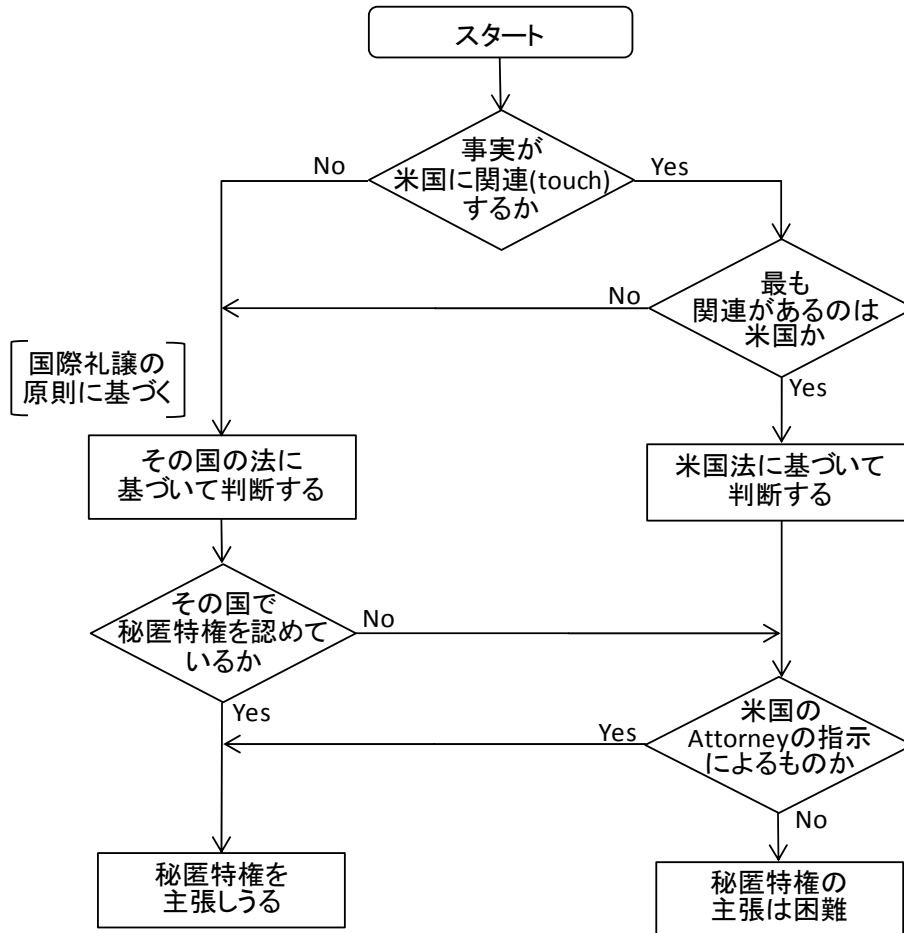 スタート
事実が
米国に関連(touch)
するか
No
Yes
最も
関連があるのは
米国か
No
Yes
国際礼譲の
原則に基づく
その国の法に
基づいて判断する
米国法に基づいて
判断する
その国で
秘匿特権を認めて
いるか
No
Yes
米国の
Attorneyの指示
によるものか
Yes
No
秘匿特権を
主張しうる
秘匿特権の
主張は困難